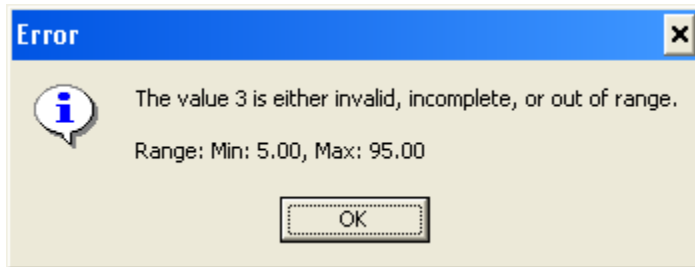 Error
The value 3 is either invalid, incomplete, or out of range.
Range: Min: 5.00, Max: 95.00
OK